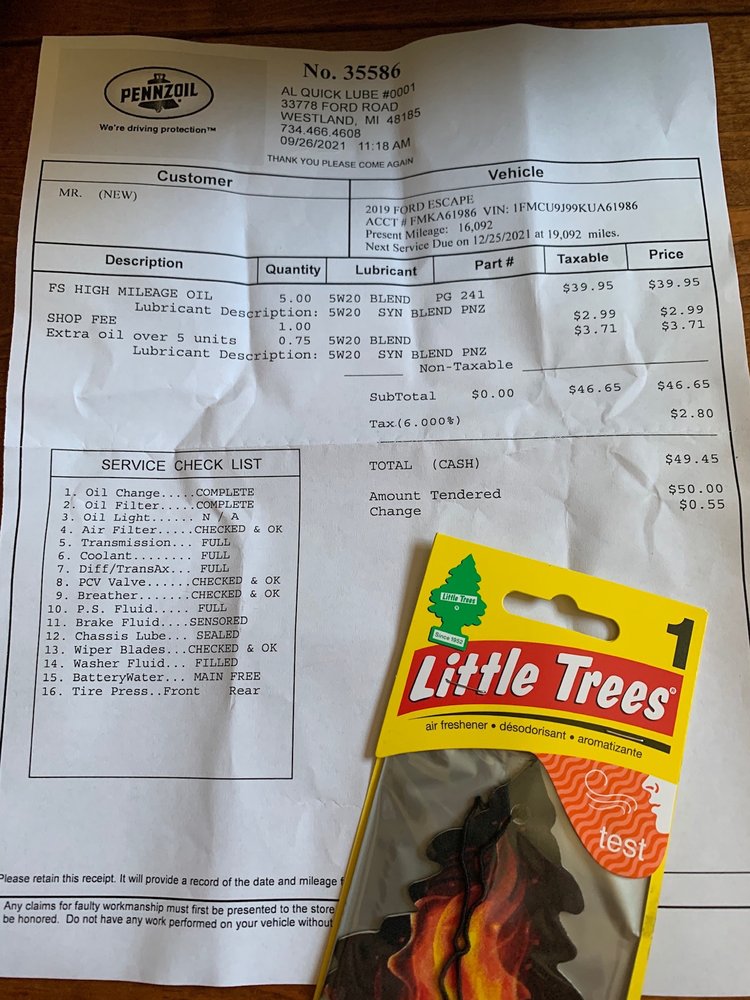 PENNZOIL
We're driving protection™
No. 35586
AL QUICK LUBE #0001
33778 FORD ROAD
WESTLAND, MI 48185
734.466.4608
09/26/2021 11:18 AM
THANK YOU PLEASE COME AGAIN
Customer
Vehicle
MR. (NEW)
2019 FORD ESCAPE
ACCT # FMKA61986 VIN: 1FMCU9J99KUA61986
Present Mileage: 16,092
Next Service Due on 12/25/2021 at 19,092 miles.
Description Quantity Lubricant Part # Taxable Price
FS HIGH MILEAGE OIL 5.00 5W20 BLEND PG 241 $39.95 $39.95
Lubricant Description: 5W20 SYN BLEND PNZ
SHOP FEE 1.00 $2.99 $2.99
Extra oil over 5 units 0.75 5W20 BLEND $3.71 $3.71
Lubricant Description: 5W20 SYN BLEND PNZ
Non-Taxable
SubTotal $0.00 $46.65 $46.65
Tax(6.000%) $2.80
TOTAL (CASH) $49.45
Amount Tendered $50.00
Change $0.55
SERVICE CHECK LIST
1. Oil Change.....COMPLETE
2. Oil Filter.....COMPLETE
3. Oil Light...... N / A
4. Air Filter.....CHECKED & OK
5. Transmission... FULL
6. Coolant........ FULL
7. Diff/TransAx... FULL
8. PCV Valve......CHECKED & OK
9. Breather.......CHECKED & OK
10. P.S. Fluid..... FULL
11. Brake Fluid....SENSORED
12. Chassis Lube... SEALED
13. Wiper Blades...CHECKED & OK
14. Washer Fluid... FILLED
15. BatteryWater... MAIN FREE
16. Tire Press..Front Rear
Please retain this receipt. It will provide a record of the date and mileage
Any claims for faulty workmanship must first be presented to the store
be honored. Do not have any work performed on your vehicle without
Little Trees
Since 1952
1
Little Trees®
air freshener • désodorisant • aromatizante
test